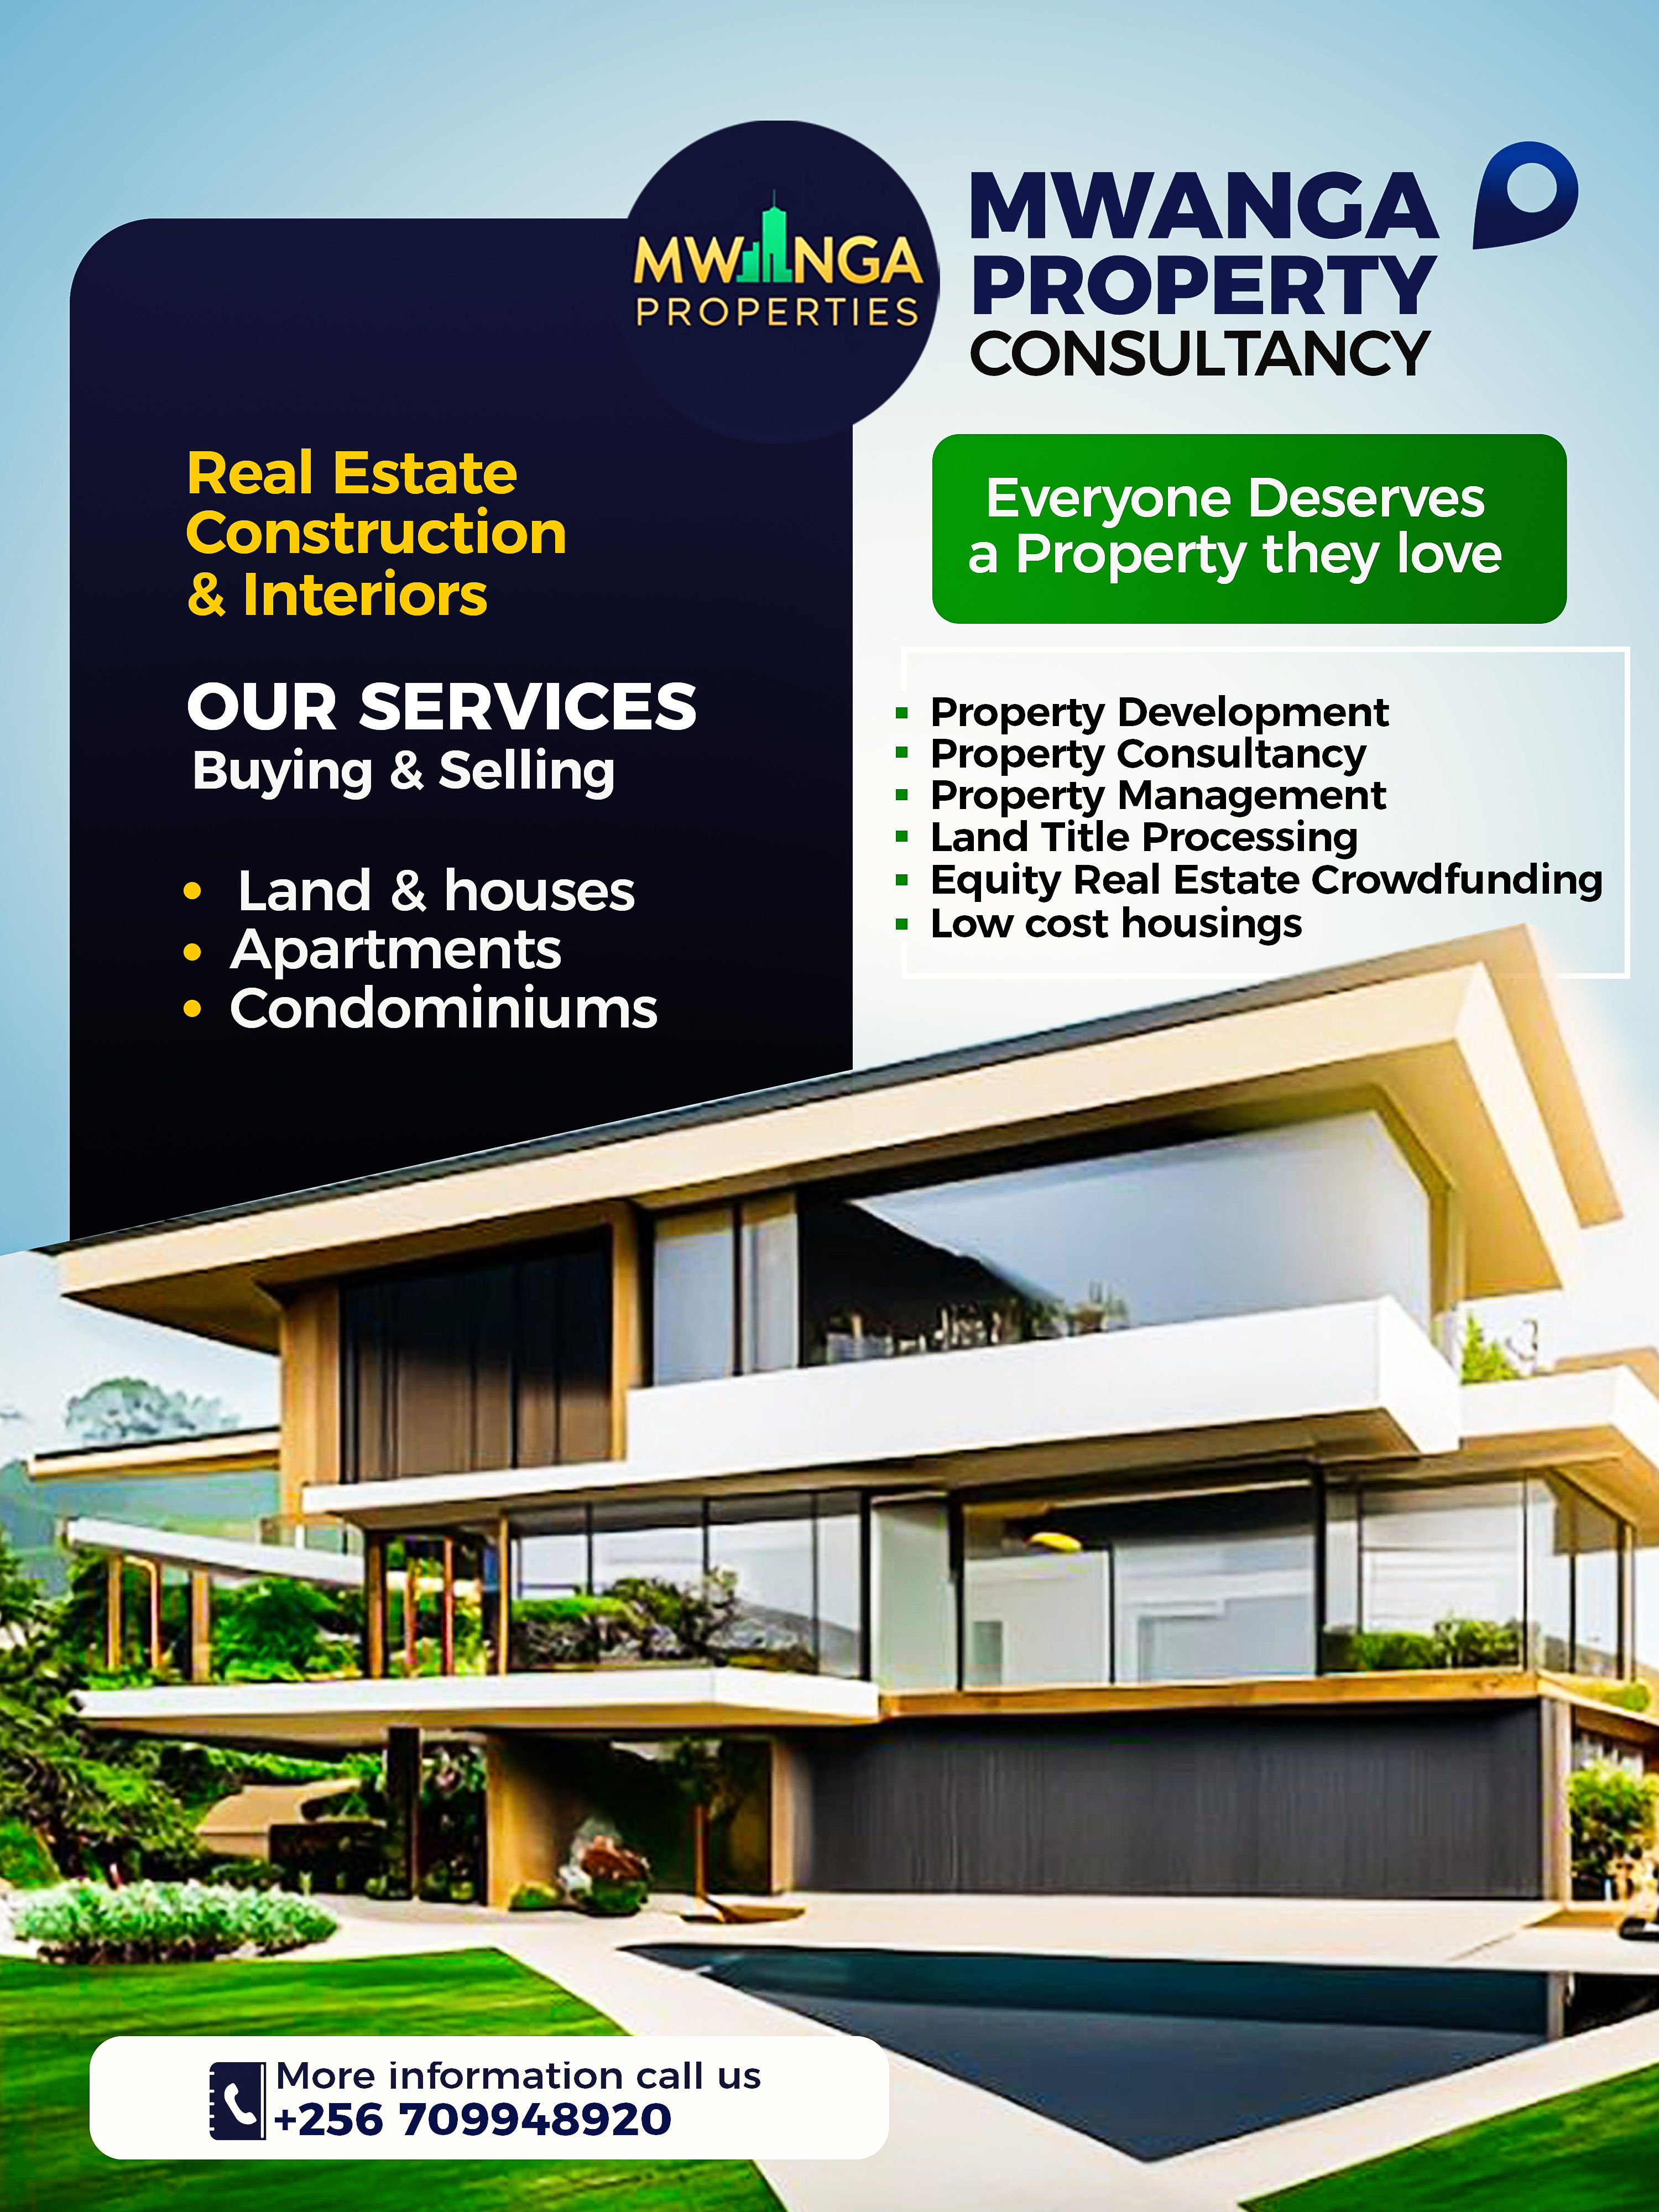 MWANGA
PROPERTIES
MWANGA
PROPERTY
CONSULTANCY
Real Estate
Construction
& Interiors
OUR SERVICES
Buying & Selling
• Land & houses
• Apartments
• Condominiums
Everyone Deserves
a Property they love
▪ Property Development
▪ Property Consultancy
▪ Property Management
▪ Land Title Processing
▪ Equity Real Estate Crowdfunding
▪ Low cost housings
More information call us
+256 709948920